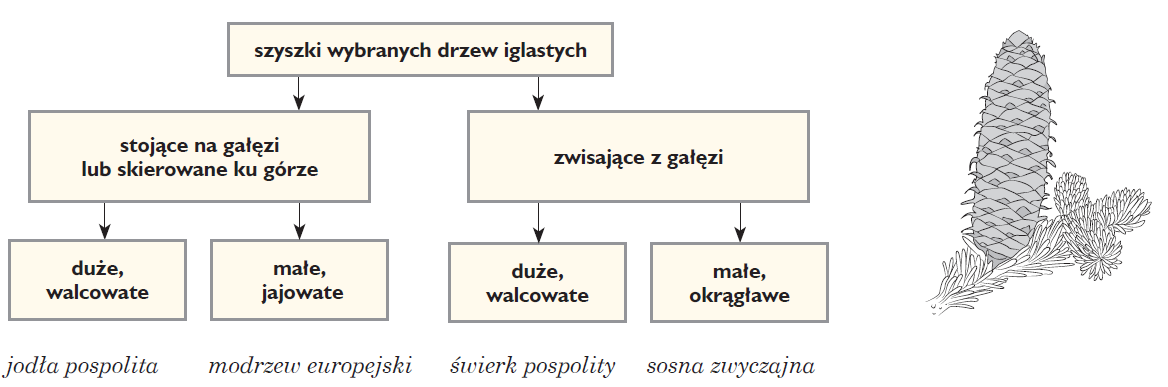 szyszki wybranych drzew iglastych
stojące na gałęzi
lub skierowane ku górze
zwisające z gałęzi
duże,
walcowate
małe,
jajowate
duże,
walcowate
małe,
okrągławe
jodła pospolita
modrzew europejski
świerk pospolity
sosna zwyczajna